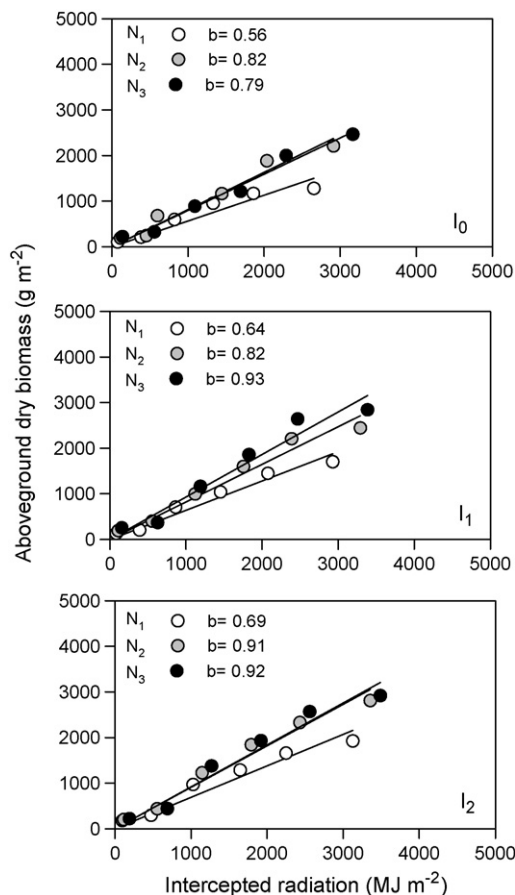 Aboveground dry biomass (g m⁻²)
5000
4000
3000
2000
1000
0
N₁ b= 0.56
N₂ b= 0.82
N₃ b= 0.79
I₀
0 1000 2000 3000 4000 5000
5000
4000
3000
2000
1000
0
N₁ b= 0.64
N₂ b= 0.82
N₃ b= 0.93
I₁
0 1000 2000 3000 4000 5000
5000
4000
3000
2000
1000
0
N₁ b= 0.69
N₂ b= 0.91
N₃ b= 0.92
I₂
0 1000 2000 3000 4000 5000
Intercepted radiation (MJ m⁻²)